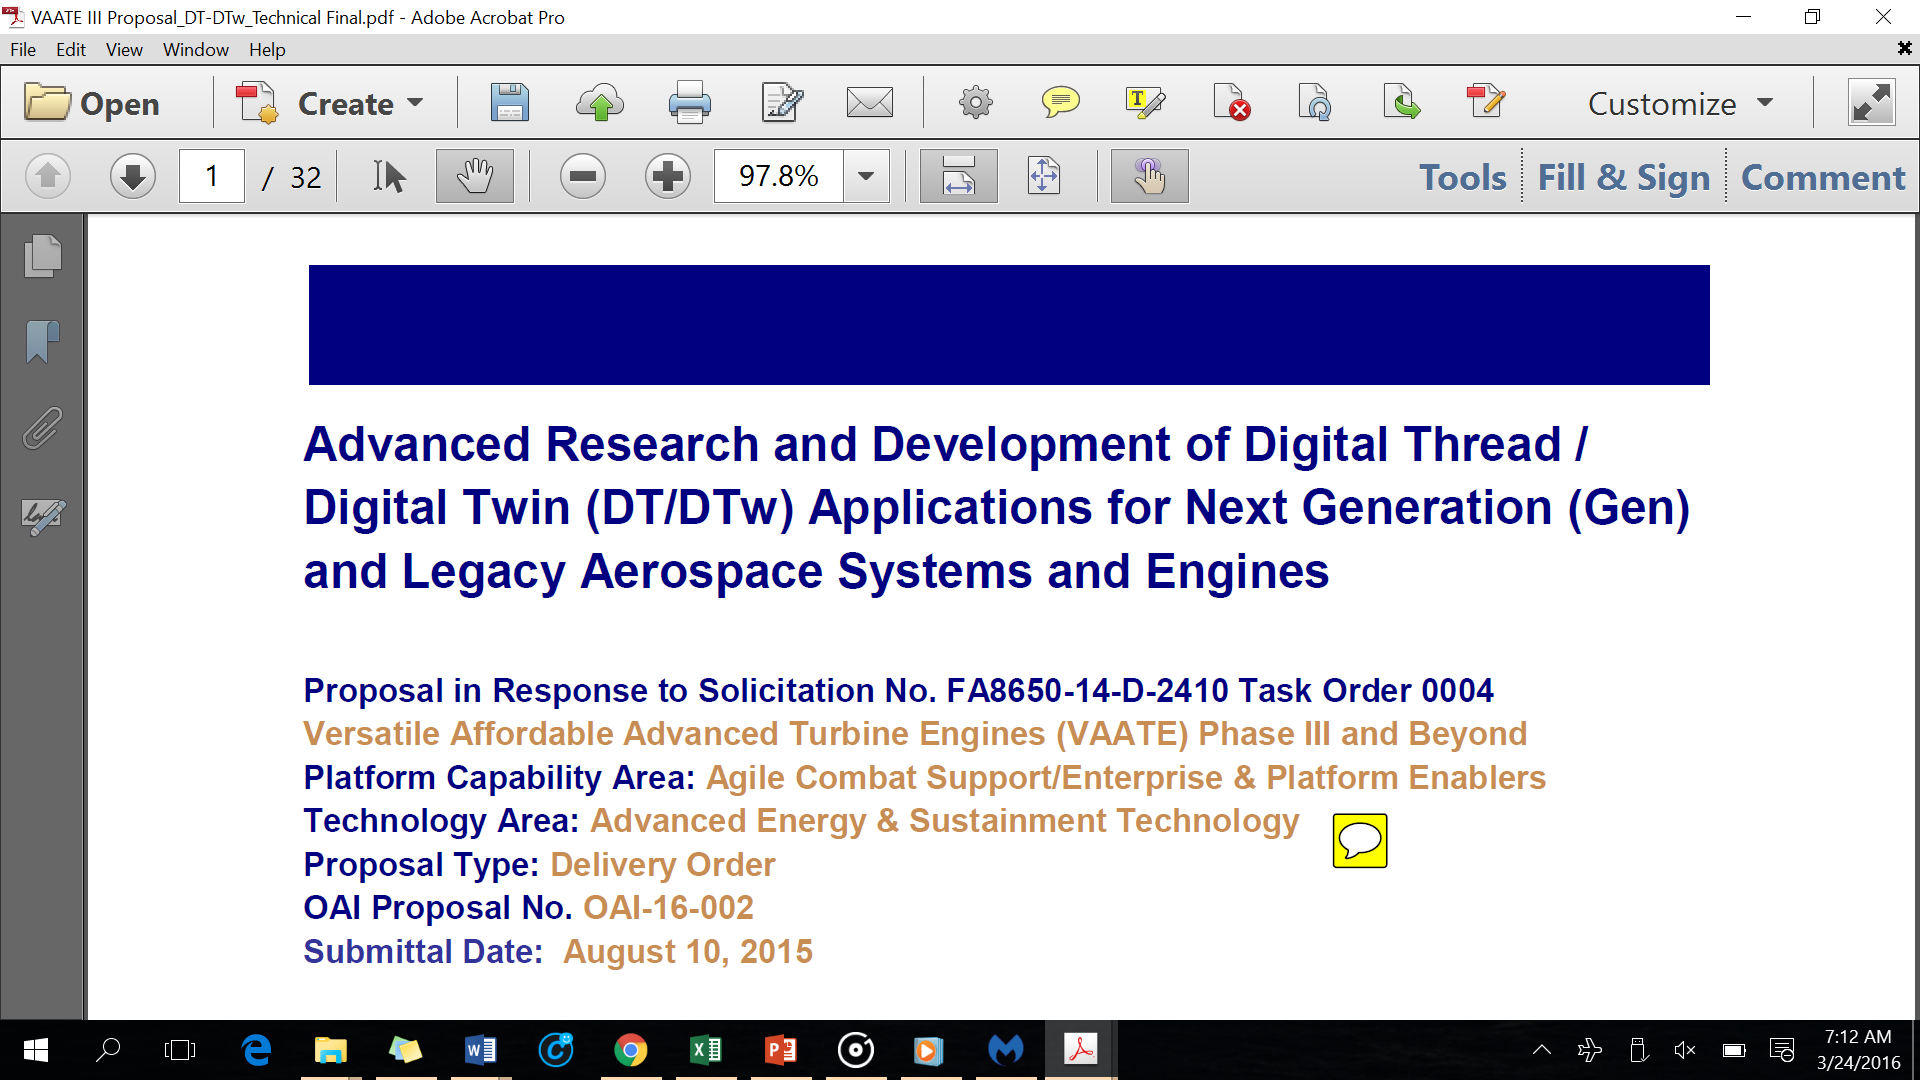 VAATE III Proposal_DT-DTw_Technical Final.pdf - Adobe Acrobat Pro
File Edit View Window Help
Open Create Customize
1 / 32 97.8% Tools Fill & Sign Comment
Advanced Research and Development of Digital Thread /
Digital Twin (DT/DTw) Applications for Next Generation (Gen)
and Legacy Aerospace Systems and Engines
Proposal in Response to Solicitation No. FA8650-14-D-2410 Task Order 0004
Versatile Affordable Advanced Turbine Engines (VAATE) Phase III and Beyond
Platform Capability Area: Agile Combat Support/Enterprise & Platform Enablers
Technology Area: Advanced Energy & Sustainment Technology
Proposal Type: Delivery Order
OAI Proposal No. OAI-16-002
Submittal Date: August 10, 2015
7:12 AM
3/24/2016